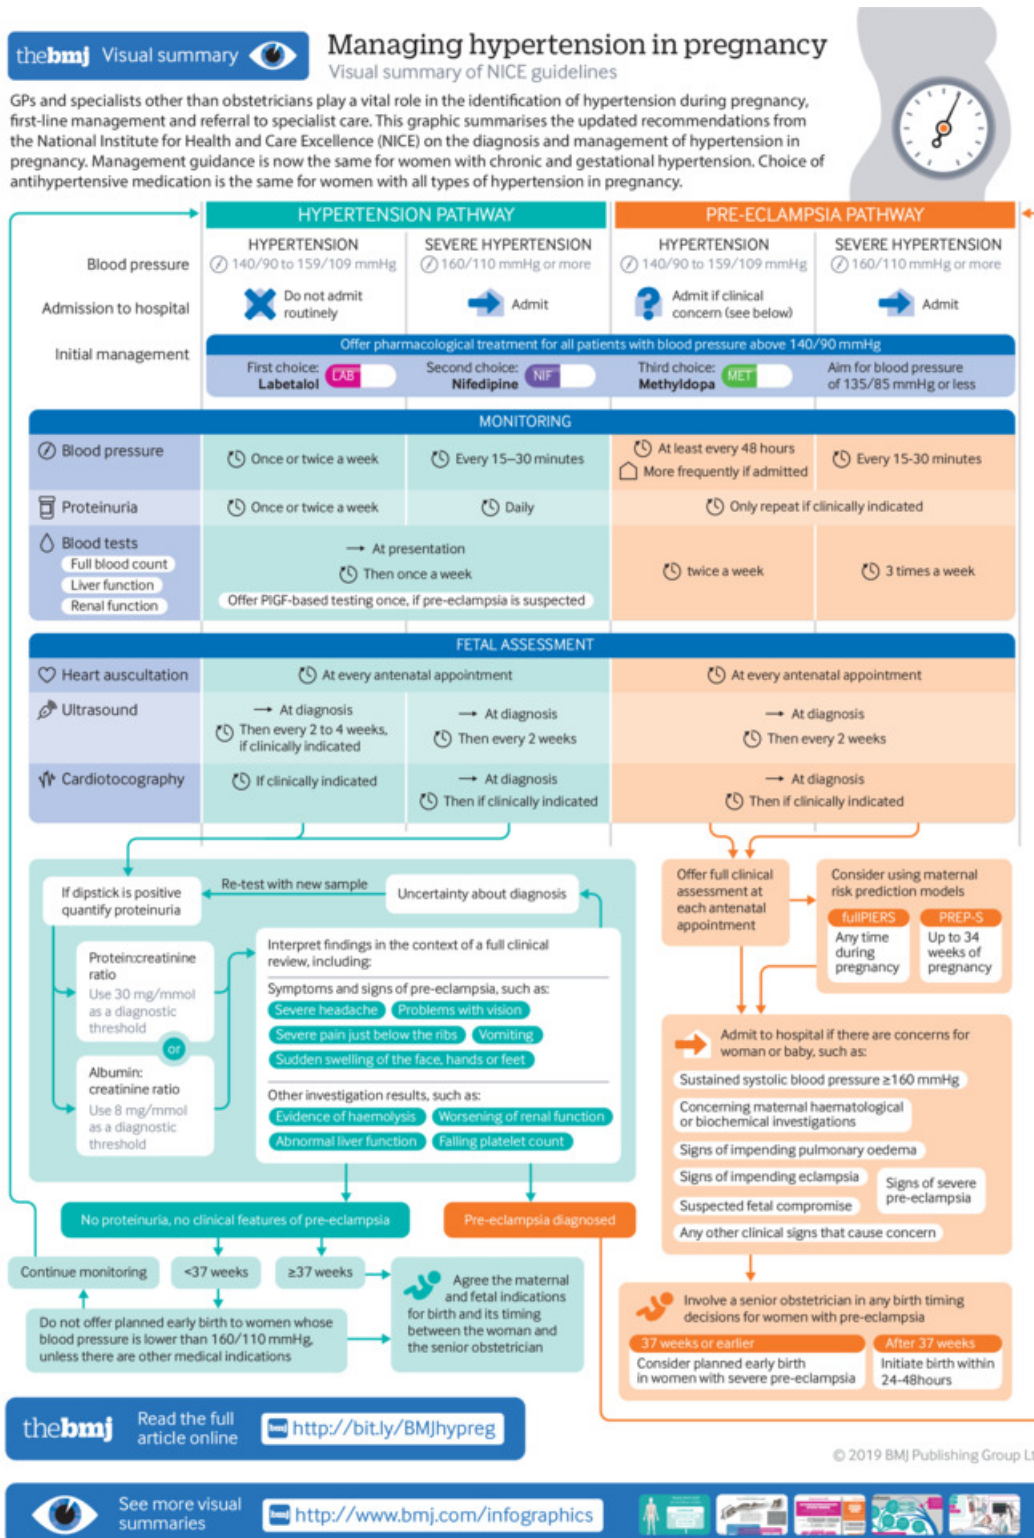 thebmj Visual summary
Managing hypertension in pregnancy
Visual summary of NICE guidelines
GPs and specialists other than obstetricians play a vital role in the identification of hypertension during pregnancy,
first-line management and referral to specialist care. This graphic summarises the updated recommendations from
the National Institute for Health and Care Excellence (NICE) on the diagnosis and management of hypertension in
pregnancy. Management guidance is now the same for women with chronic and gestational hypertension. Choice of
antihypertensive medication is the same for women with all types of hypertension in pregnancy.
HYPERTENSION PATHWAY
PRE-ECLAMPSIA PATHWAY
HYPERTENSION
SEVERE HYPERTENSION
HYPERTENSION
SEVERE HYPERTENSION
Blood pressure
140/90 to 159/109 mmHg
160/110 mmHg or more
140/90 to 159/109 mmHg
160/110 mmHg or more
Admission to hospital
Do not admit
routinely
Admit
?
Admit if clinical
concern (see below)
Admit
Initial management
Offer pharmacological treatment for all patients with blood pressure above 140/90 mmHg
First choice:
Labetalol
LAB
Second choice:
Nifedipine
NIF
Third choice:
Methyldopa
MET
Aim for blood pressure
of 135/85 mmHg or less
MONITORING
Blood pressure
Once or twice a week
Every 15–30 minutes
At least every 48 hours
More frequently if admitted
Every 15-30 minutes
Proteinuria
Once or twice a week
Daily
Only repeat if clinically indicated
Blood tests
Full blood count
Liver function
Renal function
At presentation
Then once a week
Offer PlGF-based testing once, if pre-eclampsia is suspected
twice a week
3 times a week
FETAL ASSESSMENT
Heart auscultation
At every antenatal appointment
At every antenatal appointment
Ultrasound
At diagnosis
Then every 2 to 4 weeks,
if clinically indicated
At diagnosis
Then every 2 weeks
At diagnosis
Then every 2 weeks
Cardiotocography
If clinically indicated
At diagnosis
Then if clinically indicated
At diagnosis
Then if clinically indicated
If dipstick is positive
quantify proteinuria
Re-test with new sample
Uncertainty about diagnosis
Protein:creatinine
ratio
Use 30 mg/mmol
as a diagnostic
threshold
or
Albumin:
creatinine ratio
Use 8 mg/mmol
as a diagnostic
threshold
Interpret findings in the context of a full clinical
review, including:
Symptoms and signs of pre-eclampsia, such as:
Severe headache
Problems with vision
Severe pain just below the ribs
Vomiting
Sudden swelling of the face, hands or feet
Other investigation results, such as:
Evidence of haemolysis
Worsening of renal function
Abnormal liver function
Falling platelet count
No proteinuria, no clinical features of pre-eclampsia
Pre-eclampsia diagnosed
Continue monitoring
<37 weeks
≥37 weeks
Do not offer planned early birth to women whose
blood pressure is lower than 160/110 mmHg,
unless there are other medical indications
Agree the maternal
and fetal indications
for birth and its timing
between the woman and
the senior obstetrician
Offer full clinical
assessment at
each antenatal
appointment
Consider using maternal
risk prediction models
fullPIERS
Any time
during
pregnancy
PREP-S
Up to 34
weeks of
pregnancy
Admit to hospital if there are concerns for
woman or baby, such as:
Sustained systolic blood pressure ≥160 mmHg
Concerning maternal haematological
or biochemical investigations
Signs of impending pulmonary oedema
Signs of impending eclampsia
Signs of severe
pre-eclampsia
Suspected fetal compromise
Any other clinical signs that cause concern
Involve a senior obstetrician in any birth timing
decisions for women with pre-eclampsia
37 weeks or earlier
Consider planned early birth
in women with severe pre-eclampsia
After 37 weeks
Initiate birth within
24-48hours
thebmj
Read the full
article online
bmj http://bit.ly/BMJhypreg
© 2019 BMJ Publishing Group
See more visual
summaries
bmj http://www.bmj.com/infographics